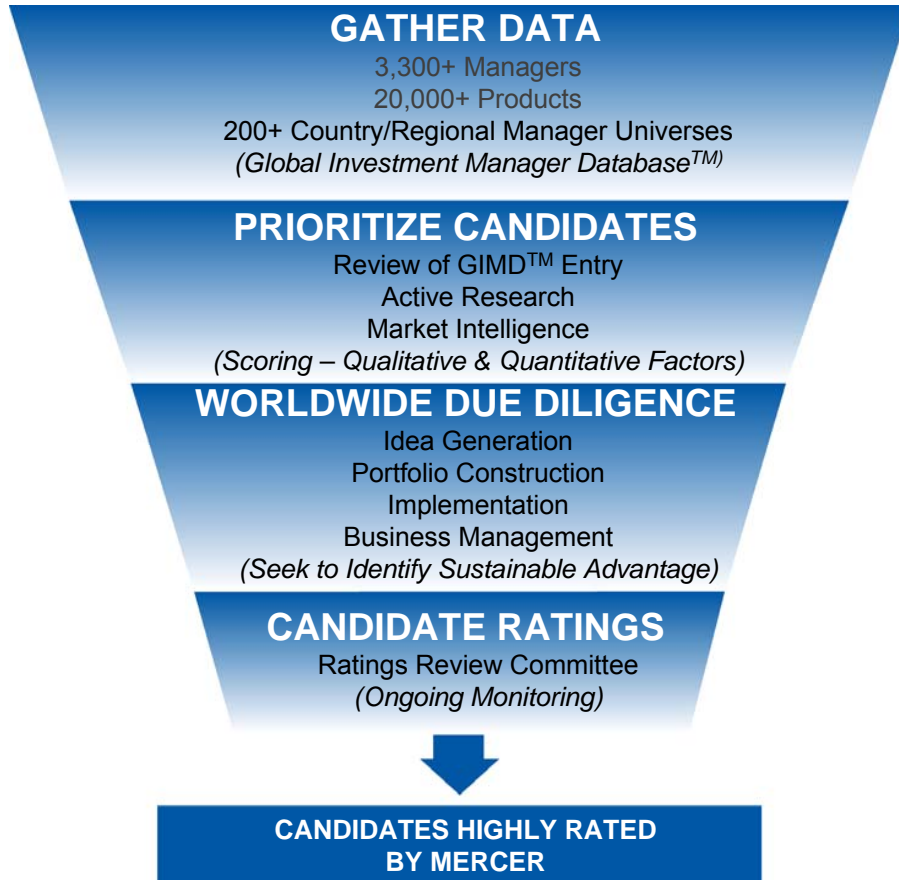 GATHER DATA
3,300+ Managers
20,000+ Products
200+ Country/Regional Manager Universes
(Global Investment Manager Database™)
PRIORITIZE CANDIDATES
Review of GIMD™ Entry
Active Research
Market Intelligence
(Scoring – Qualitative & Quantitative Factors)
WORLDWIDE DUE DILIGENCE
Idea Generation
Portfolio Construction
Implementation
Business Management
(Seek to Identify Sustainable Advantage)
CANDIDATE RATINGS
Ratings Review Committee
(Ongoing Monitoring)
CANDIDATES HIGHLY RATED
BY MERCER